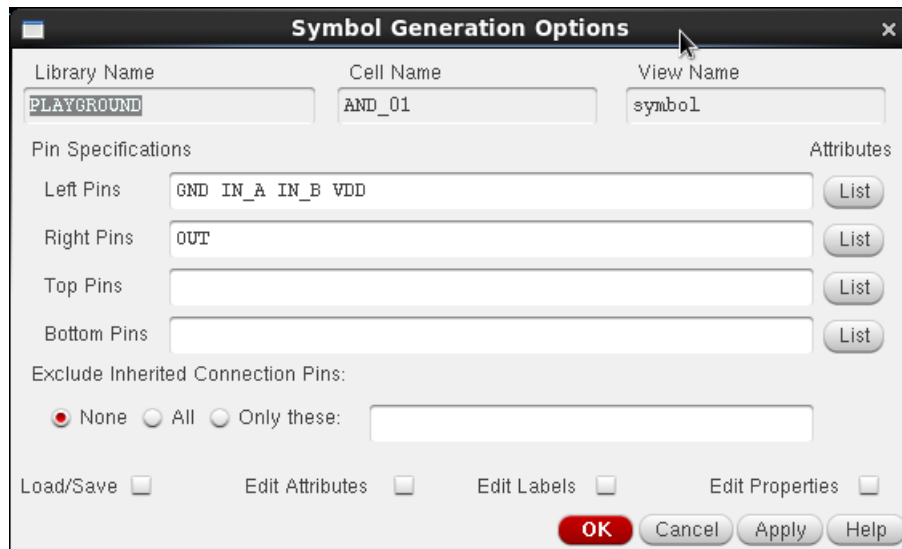 Symbol Generation Options
Library Name Cell Name View Name
PLAYGROUND AND_01 symbol
Pin Specifications Attributes
Left Pins GND IN_A IN_B VDD List
Right Pins OUT List
Top Pins List
Bottom Pins List
Exclude Inherited Connection Pins:
None All Only these:
Load/Save Edit Attributes Edit Labels Edit Properties
OK Cancel Apply Help